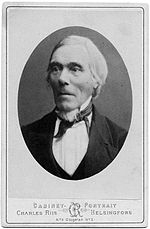 CABINET PORTRAIT
CHARLES RIIS HELSINGFORS